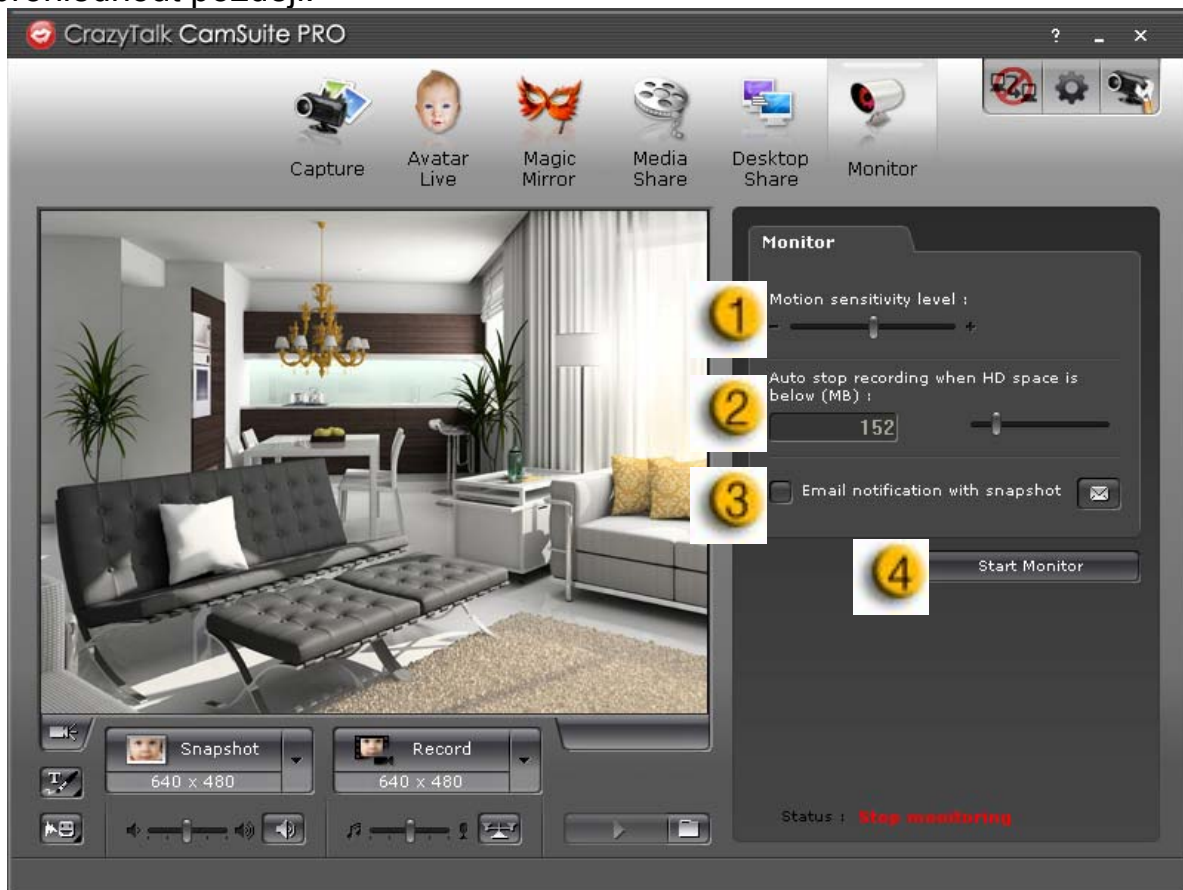 CrazyTalk CamSuite PRO
? _ ×
Capture
Avatar
Live
Magic
Mirror
Media
Share
Desktop
Share
Monitor
Monitor
1
Motion sensitivity level :
- +
2
Auto stop recording when HD space is
below (MB) :
152
3
Email notification with snapshot
4
Start Monitor
Snapshot
640 x 480
Record
640 x 480
T
Status : Stop monitoring